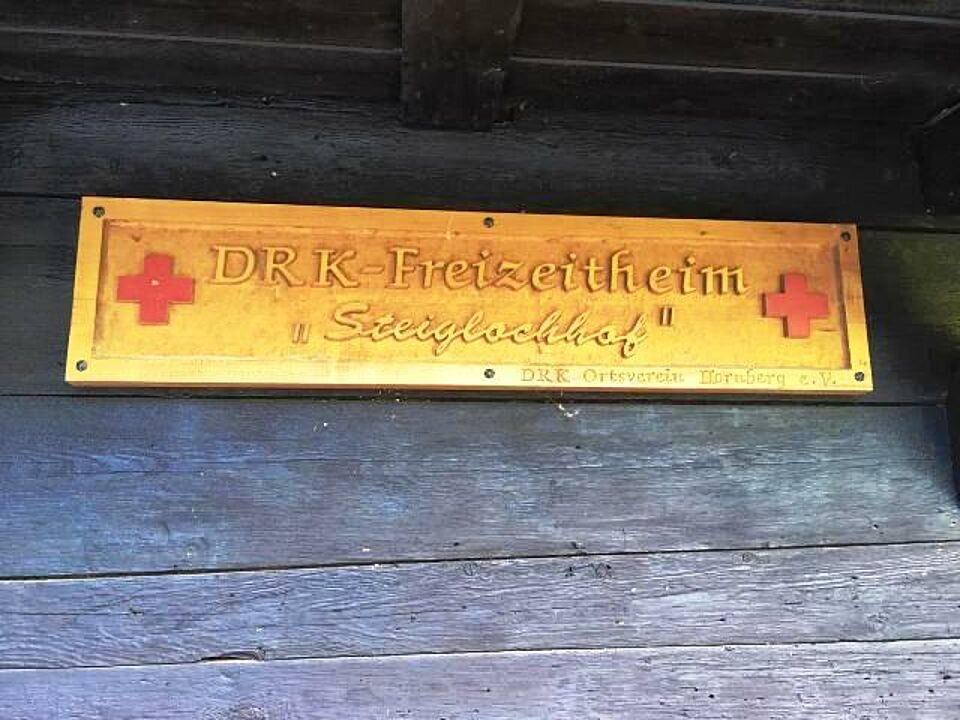 DRK-Freizeitheim
"Steiglochhof"
DRK Ortsverein Hornberg e.V.